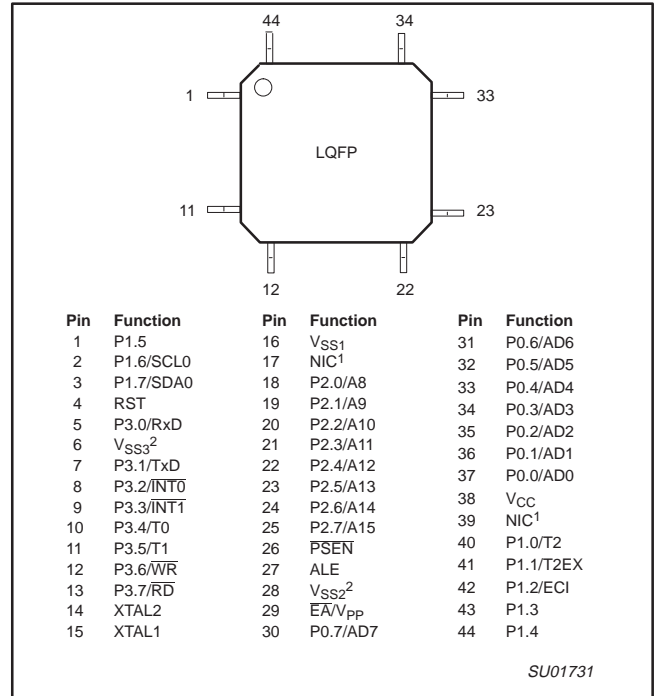 44 34
1 33
LQFP
11 23
12 22
Pin Function Pin Function Pin Function
1 P1.5 16 VSS1 31 P0.6/AD6
2 P1.6/SCL0 17 NIC1 32 P0.5/AD5
3 P1.7/SDA0 18 P2.0/A8 33 P0.4/AD4
4 RST 19 P2.1/A9 34 P0.3/AD3
5 P3.0/RxD 20 P2.2/A10 35 P0.2/AD2
6 VSS32 21 P2.3/A11 36 P0.1/AD1
7 P3.1/TxD 22 P2.4/A12 37 P0.0/AD0
8 P3.2/INT0 23 P2.5/A13 38 VCC
9 P3.3/INT1 24 P2.6/A14 39 NIC1
10 P3.4/T0 25 P2.7/A15 40 P1.0/T2
11 P3.5/T1 26 PSEN 41 P1.1/T2EX
12 P3.6/WR 27 ALE 42 P1.2/ECI
13 P3.7/RD 28 VSS22 43 P1.3
14 XTAL2 29 EA/VPP 44 P1.4
15 XTAL1 30 P0.7/AD7
SU01731